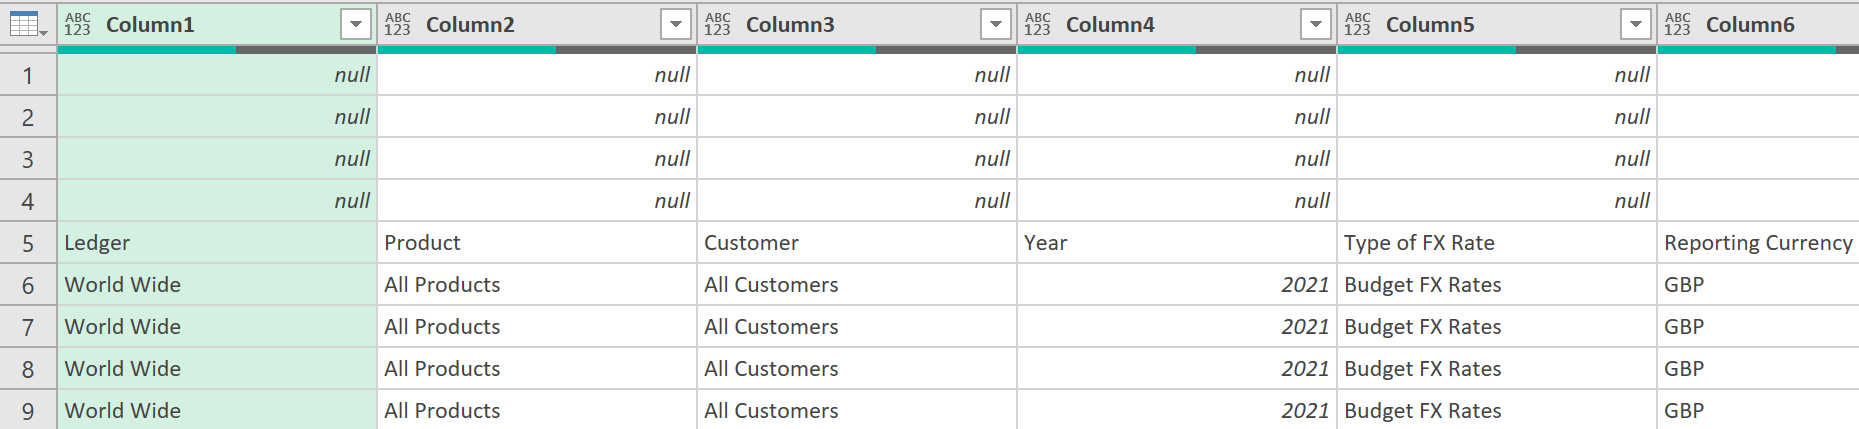 ABC 123 Column1 ABC 123 Column2 ABC 123 Column3 ABC 123 Column4 ABC 123 Column5 ABC 123 Column6
1 null null null null null
2 null null null null null
3 null null null null null
4 null null null null null
5 Ledger Product Customer Year Type of FX Rate Reporting Currency
6 World Wide All Products All Customers 2021 Budget FX Rates GBP
7 World Wide All Products All Customers 2021 Budget FX Rates GBP
8 World Wide All Products All Customers 2021 Budget FX Rates GBP
9 World Wide All Products All Customers 2021 Budget FX Rates GBP